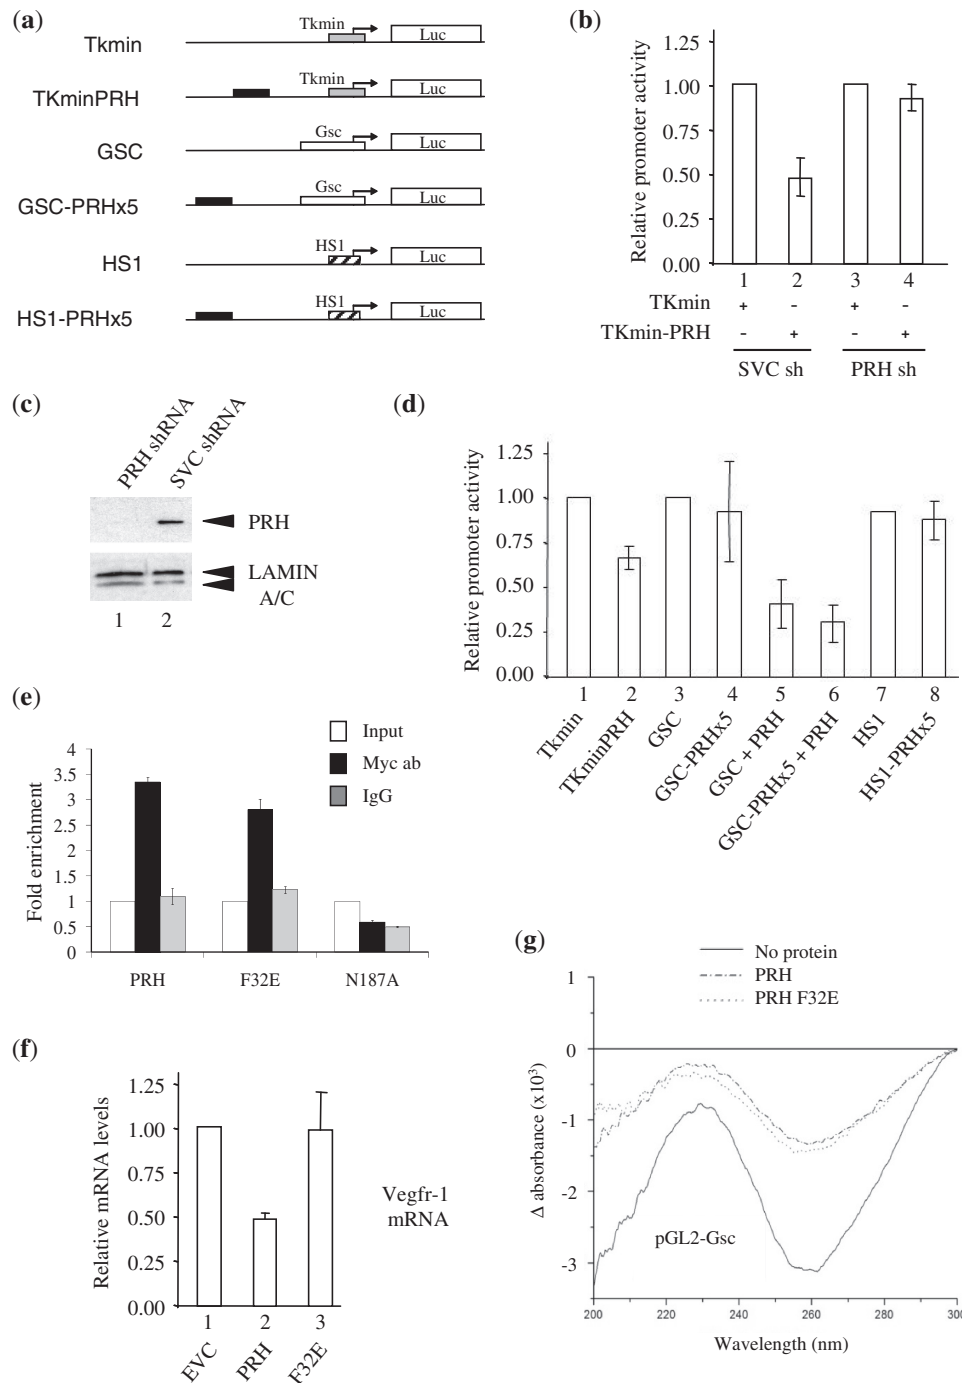 (a)
Tkmin
Tkmin
Luc
TKminPRH
Tkmin
Luc
GSC
Gsc
Luc
GSC-PRHx5
Gsc
Luc
HS1
HS1
Luc
HS1-PRHx5
HS1
Luc
(b)
Relative promoter activity
1.25
1.00
0.75
0.50
0.25
0.00
1 2 3 4
TKmin + - + -
TKmin-PRH - + - +
SVC sh PRH sh
(c)
PRH shRNA
SVC shRNA
PRH
LAMIN
A/C
1 2
(d)
Relative promoter activity
1.25
1.00
0.75
0.50
0.25
0.00
1 2 3 4 5 6 7 8
Tkmin
TKminPRH
GSC
GSC-PRHx5
GSC + PRH
GSC-PRHx5 + PRH
HS1
HS1-PRHx5
(e)
Input
Myc ab
IgG
Fold enrichment
4
3.5
3
2.5
2
1.5
1
0.5
0
PRH F32E N187A
(f)
Relative mRNA levels
1.25
1.00
0.75
0.50
0.25
0.00
1 2 3
EVC
PRH
F32E
Vegfr-1
mRNA
(g)
No protein
PRH
PRH F32E
Δ absorbance (x10³)
1
0
-1
-2
-3
pGL2-Gsc
200 220 240 260 280 300
Wavelength (nm)